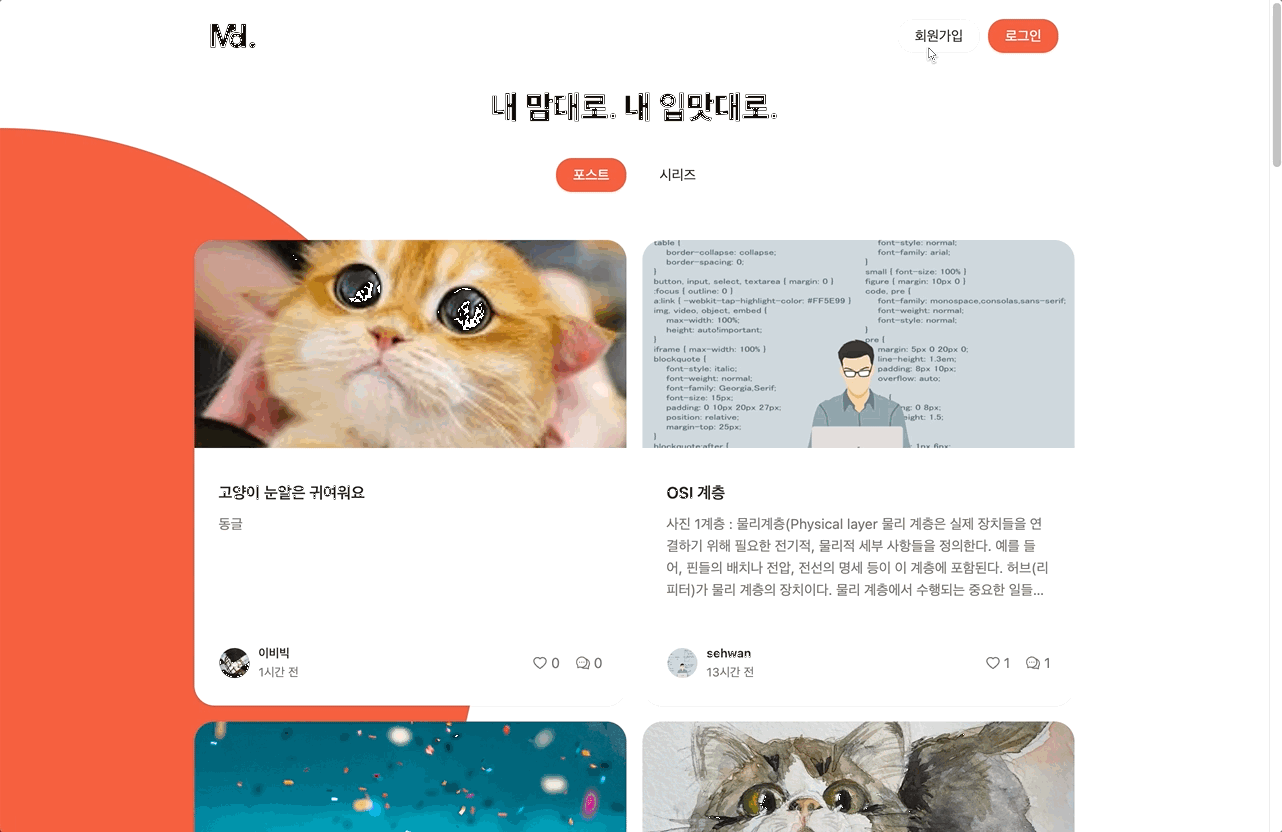 Md.
회원가입
로그인
내 맘대로. 내 입맛대로.
포스트
시리즈
table {
border-collapse: collapse;
border-spacing: 0;
}
button, input, select, textarea { margin: 0 }
:focus { outline: 0 }
a:link { -webkit-tap-highlight-color: #FF5E99 }
img, video, object, embed {
max-width: 100%;
height: auto!important;
}
iframe { max-width: 100% }
blockquote {
font-style: italic;
font-weight: normal;
font-family: Georgia,Serif;
font-size: 15px;
padding: 0 10px 20px 27px;
position: relative;
margin-top: 25px;
}
blockquote:after {
font-style: normal;
font-family: arial;
}
small { font-size: 100% }
figure { margin: 10px 0 }
code, pre {
font-family: monospace,consolas,sans-serif;
font-weight: normal;
font-style: normal;
}
pre {
margin: 5px 0 20px 0;
line-height: 1.3em;
padding: 8px 10px;
overflow: auto;
}
ng: 0 8px;
eight: 1.5;
}
1px 6px;
고양이 눈알은 귀여워요
동글
이비빅
1시간 전
0
0
OSI 계층
사진 1계층 : 물리계층(Physical layer 물리 계층은 실제 장치들을 연
결하기 위해 필요한 전기적, 물리적 세부 사항들을 정의한다. 예를 들
어, 핀들의 배치나 전압, 전선의 명세 등이 이 계층에 포함된다. 허브(리
피터)가 물리 계층의 장치이다. 물리 계층에서 수행되는 중요한 일들...
sehwan
13시간 전
1
1